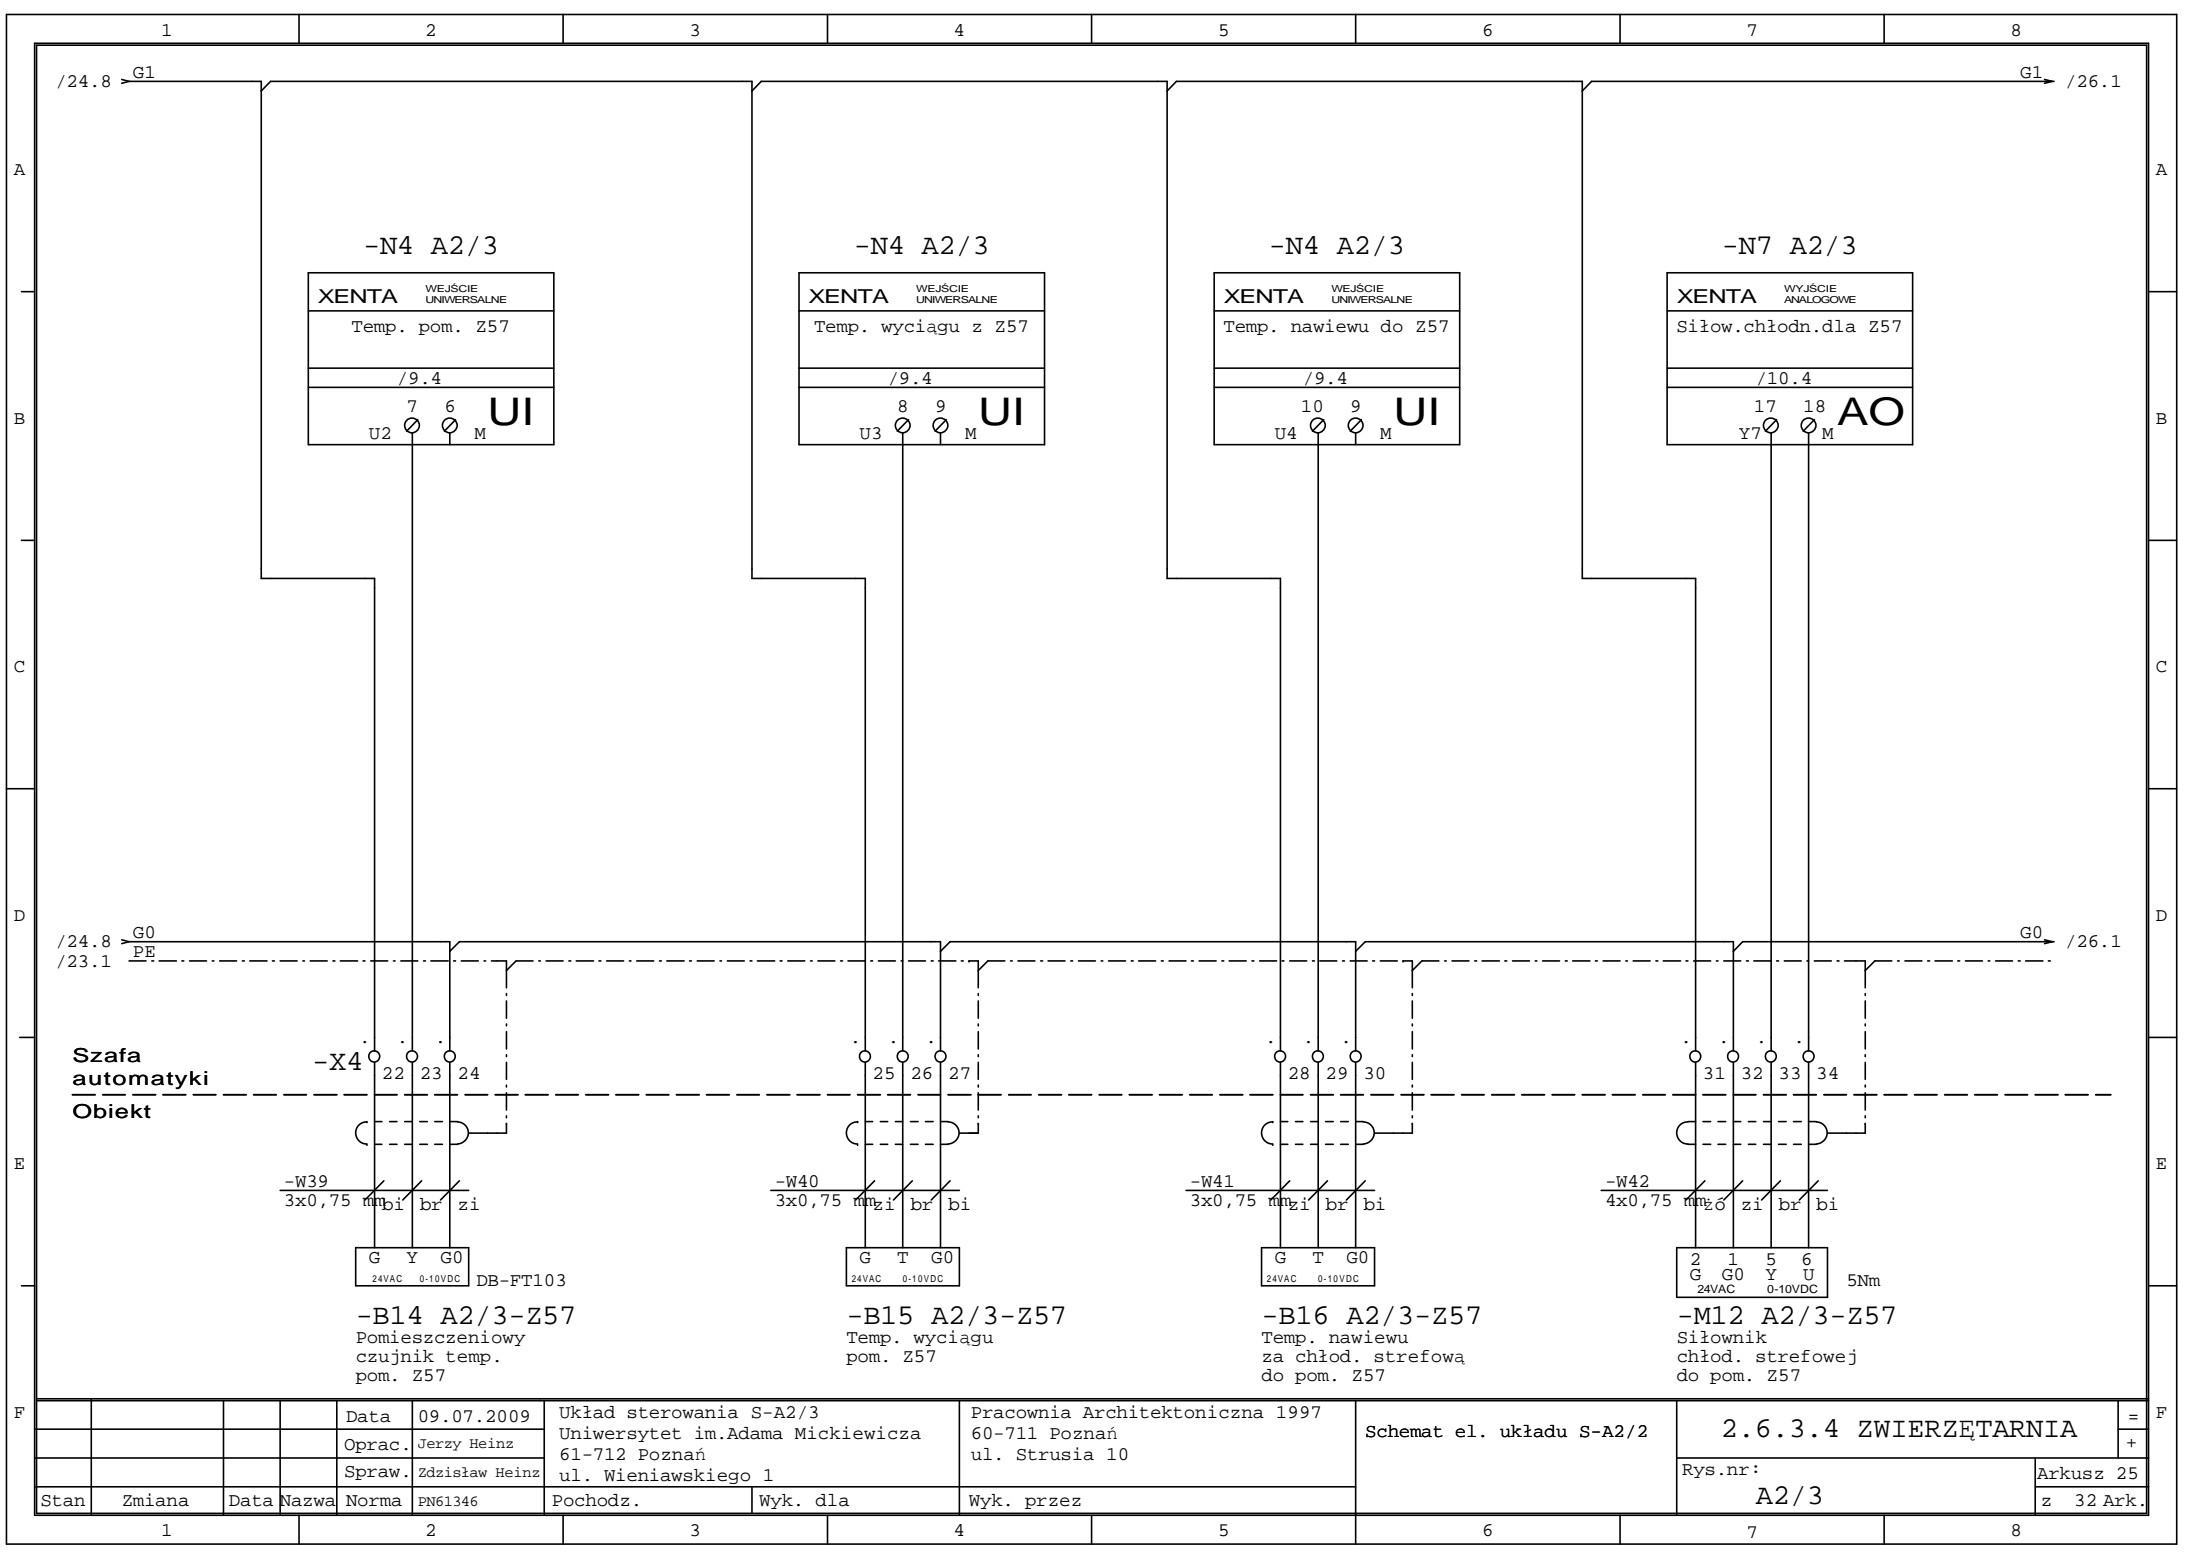 1 2 3 4 5 6 7 8
/24.8 G1 G1 /26.1
A A
-N4 A2/3 -N4 A2/3 -N4 A2/3 -N7 A2/3
XENTA WEJŚCIE UNIWERSALNE
Temp. pom. Z57
/9.4
7 6 UI
U2 M
XENTA WEJŚCIE UNIWERSALNE
Temp. wyciągu z Z57
/9.4
8 9 UI
U3 M
XENTA WEJŚCIE UNIWERSALNE
Temp. nawiewu do Z57
/9.4
10 9 UI
U4 M
XENTA WYJŚCIE ANALOGOWE
Siłow.chłodn.dla Z57
/10.4
17 18 AO
Y7 M
B B
C C
D D
/24.8 G0 G0 /26.1
/23.1 PE
Szafa
automatyki
Obiekt
-X4 22 23 24 25 26 27 28 29 30 31 32 33 34
E E
-W39
3x0,75 mm bi br zi
-W40
3x0,75 mm zi br bi
-W41
3x0,75 mm zi br bi
-W42
4x0,75 mm żó zi br bi
G Y G0
24VAC 0-10VDC DB-FT103
-B14 A2/3-Z57
Pomieszczeniowy
czujnik temp.
pom. Z57
G T G0
24VAC 0-10VDC
-B15 A2/3-Z57
Temp. wyciągu
pom. Z57
G T G0
24VAC 0-10VDC
-B16 A2/3-Z57
Temp. nawiewu
za chłod. strefową
do pom. Z57
2 1 5 6
G G0 Y U
24VAC 0-10VDC 5Nm
-M12 A2/3-Z57
Siłownik
chłod. strefowej
do pom. Z57
F F
Data 09.07.2009
Oprac. Jerzy Heinz
Spraw. Zdzisław Heinz
Stan Zmiana Data Nazwa Norma PN61346
Układ sterowania S-A2/3
Uniwersytet im.Adama Mickiewicza
61-712 Poznań
ul. Wieniawskiego 1
Pochodz. Wyk. dla Wyk. przez
Pracownia Architektoniczna 1997
60-711 Poznań
ul. Strusia 10
Schemat el. układu S-A2/2
2.6.3.4 ZWIERZĘTARNIA
=
+
Rys.nr:
A2/3
Arkusz 25
z 32 Ark.
1 2 3 4 5 6 7 8